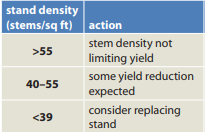 stand density
(stems/sq ft) action
>55 stem density not
limiting yield
40–55 some yield reduction
expected
<39 consider replacing
stand